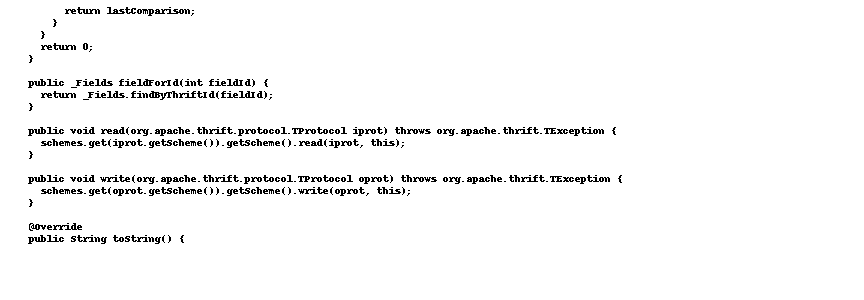 return lastComparison;
}
}
return 0;
}
public _Fields fieldForId(int fieldId) {
return _Fields.findByThriftId(fieldId);
}
public void read(org.apache.thrift.protocol.TProtocol iprot) throws org.apache.thrift.TException {
schemes.get(iprot.getScheme()).getScheme().read(iprot, this);
}
public void write(org.apache.thrift.protocol.TProtocol oprot) throws org.apache.thrift.TException {
schemes.get(oprot.getScheme()).getScheme().write(oprot, this);
}
@Override
public String toString() {